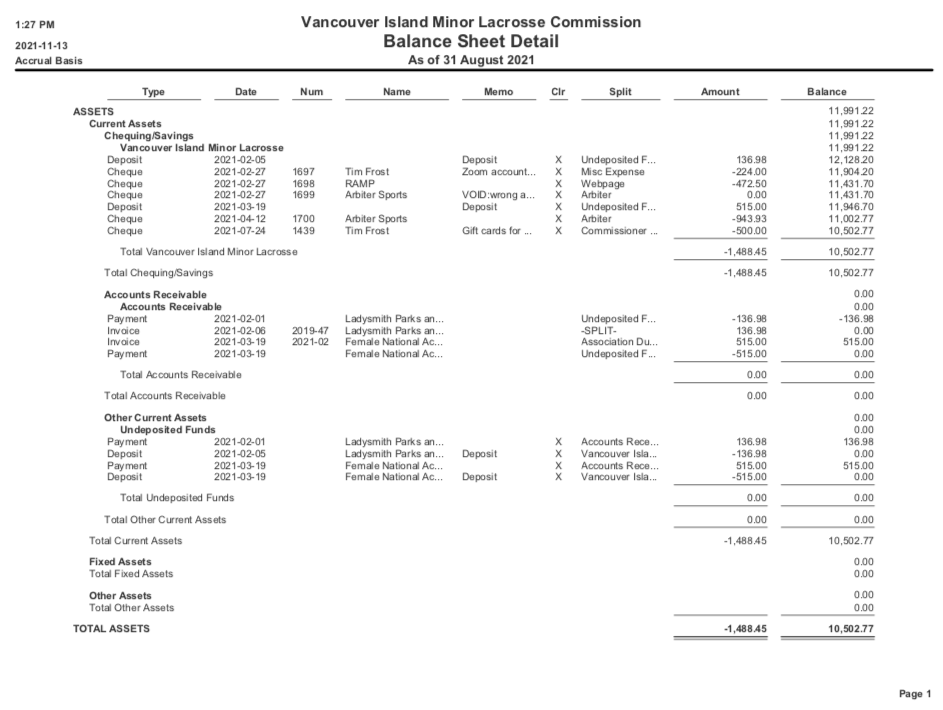 1:27 PM Vancouver Island Minor Lacrosse Commission
2021-11-13 Balance Sheet Detail
Accrual Basis As of 31 August 2021
Type Date Num Name Memo Clr Split Amount Balance
ASSETS 11,991.22
Current Assets 11,991.22
Chequing/Savings 11,991.22
Vancouver Island Minor Lacrosse 11,991.22
Deposit 2021-02-05 Deposit X Undeposited F... 136.98 12,128.20
Cheque 2021-02-27 1697 Tim Frost Zoom account... X Misc Expense -224.00 11,904.20
Cheque 2021-02-27 1698 RAMP X Webpage -472.50 11,431.70
Cheque 2021-02-27 1699 Arbiter Sports VOID:wrong a... X Arbiter 0.00 11,431.70
Deposit 2021-03-19 Deposit X Undeposited F... 515.00 11,946.70
Cheque 2021-04-12 1700 Arbiter Sports X Arbiter -943.93 11,002.77
Cheque 2021-07-24 1439 Tim Frost Gift cards for ... X Commissioner ... -500.00 10,502.77
Total Vancouver Island Minor Lacrosse -1,488.45 10,502.77
Total Chequing/Savings -1,488.45 10,502.77
Accounts Receivable 0.00
Accounts Receivable 0.00
Payment 2021-02-01 Ladysmith Parks an... Undeposited F... -136.98 -136.98
Invoice 2021-02-06 2019-47 Ladysmith Parks an... -SPLIT- 136.98 0.00
Invoice 2021-03-19 2021-02 Female National Ac... Association Du... 515.00 515.00
Payment 2021-03-19 Female National Ac... Undeposited F... -515.00 0.00
Total Accounts Receivable 0.00 0.00
Total Accounts Receivable 0.00 0.00
Other Current Assets 0.00
Undeposited Funds 0.00
Payment 2021-02-01 Ladysmith Parks an... X Accounts Rece... 136.98 136.98
Deposit 2021-02-05 Ladysmith Parks an... Deposit X Vancouver Isla... -136.98 0.00
Payment 2021-03-19 Female National Ac... X Accounts Rece... 515.00 515.00
Deposit 2021-03-19 Female National Ac... Deposit X Vancouver Isla... -515.00 0.00
Total Undeposited Funds 0.00 0.00
Total Other Current Assets 0.00 0.00
Total Current Assets -1,488.45 10,502.77
Fixed Assets 0.00
Total Fixed Assets 0.00
Other Assets 0.00
Total Other Assets 0.00
TOTAL ASSETS -1,488.45 10,502.77
Page 1